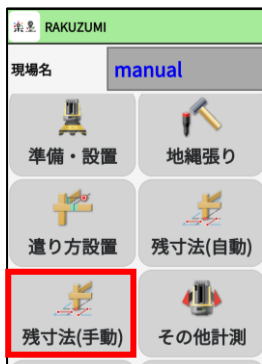 楽墨 RAKUZUMI
現場名 manual
準備・設置 地縄張り
遣り方設置 残寸法(自動)
残寸法(手動) その他計測